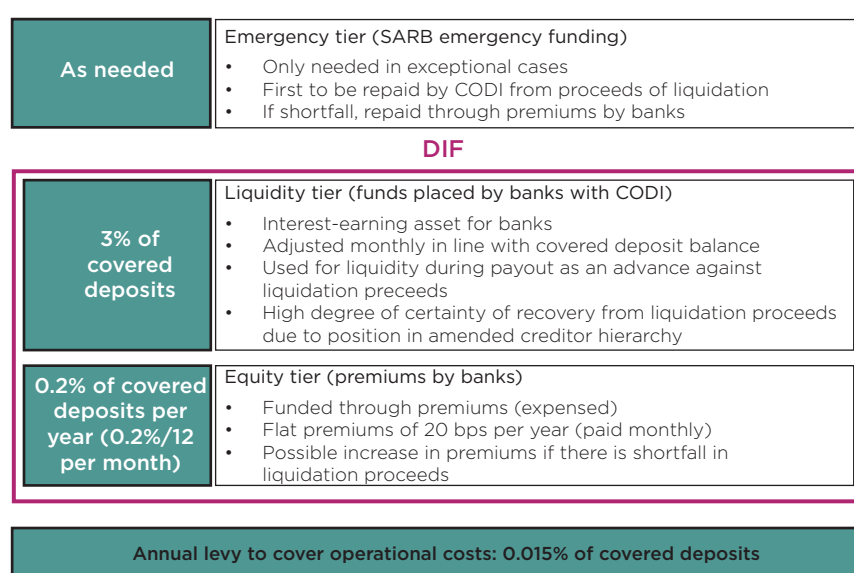 As needed
Emergency tier (SARB emergency funding)
• Only needed in exceptional cases
• First to be repaid by CODI from proceeds of liquidation
• If shortfall, repaid through premiums by banks
DIF
3% of
covered
deposits
Liquidity tier (funds placed by banks with CODI)
• Interest-earning asset for banks
• Adjusted monthly in line with covered deposit balance
• Used for liquidity during payout as an advance against
liquidation preceeds
• High degree of certainty of recovery from liquidation proceeds
due to position in amended creditor hierarchy
0.2% of covered
deposits per
year (0.2%/12
per month)
Equity tier (premiums by banks)
• Funded through premiums (expensed)
• Flat premiums of 20 bps per year (paid monthly)
• Possible increase in premiums if there is shortfall in
liquidation proceeds
Annual levy to cover operational costs: 0.015% of covered deposits